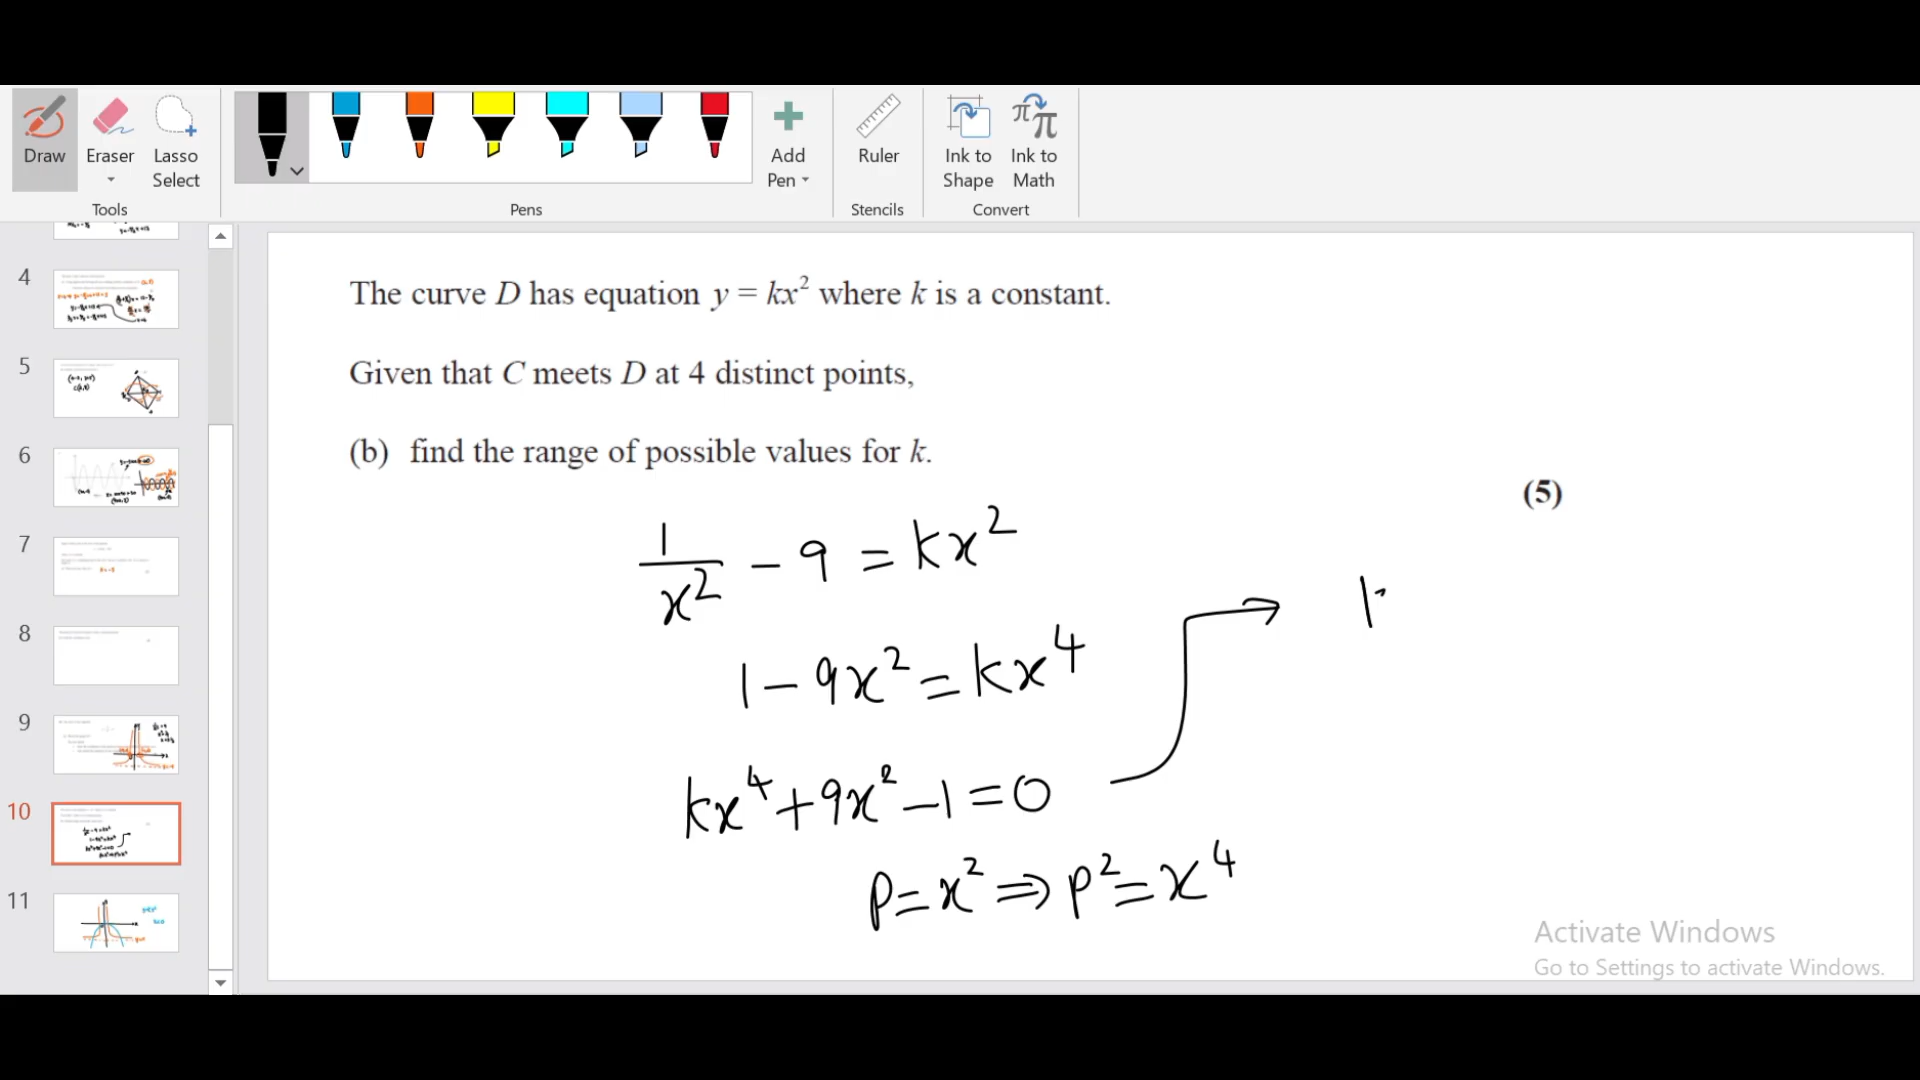 Draw
Eraser
Lasso
Select
Tools
Pens
Add
Pen
Ruler
Stencils
Ink to
Shape
Ink to
Math
Convert
4
5
6
7
8
9
10
11
The curve D has equation y = kx² where k is a constant.
Given that C meets D at 4 distinct points,
(b) find the range of possible values for k.
(5)
1/x² - 9 = kx²
1 - 9x² = kx⁴
kx⁴ + 9x² - 1 = 0
p = x² ⇒ p² = x⁴
Activate Windows
Go to Settings to activate Windows.